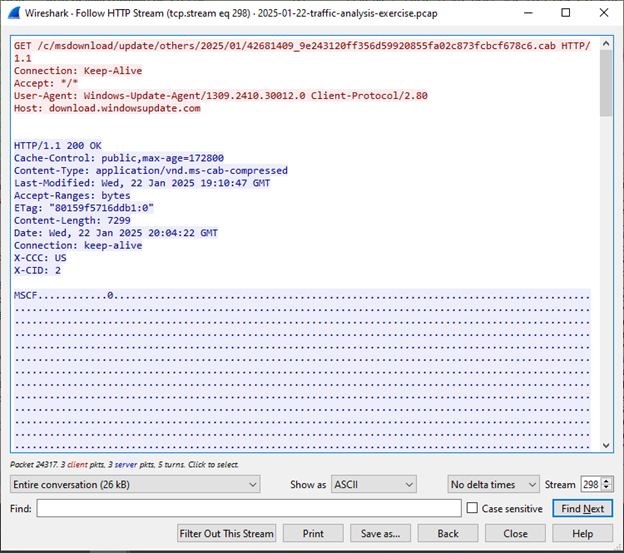 Wireshark · Follow HTTP Stream (tcp.stream eq 298) · 2025-01-22-traffic-analysis-exercise.pcap
GET /c/msdownload/update/others/2025/01/42681409_9e243120ff356d59920855fa02c873fcbcf678c6.cab HTTP/
1.1
Connection: Keep-Alive
Accept: */*
User-Agent: Windows-Update-Agent/1309.2410.30012.0 Client-Protocol/2.80
Host: download.windowsupdate.com
HTTP/1.1 200 OK
Cache-Control: public,max-age=172800
Content-Type: application/vnd.ms-cab-compressed
Last-Modified: Wed, 22 Jan 2025 19:10:47 GMT
Accept-Ranges: bytes
ETag: "80159f5716ddb1:0"
Content-Length: 7299
Date: Wed, 22 Jan 2025 20:04:22 GMT
Connection: keep-alive
X-CCC: US
X-CID: 2
MSCF............0...........................................................................
............................................................................................
............................................................................................
............................................................................................
............................................................................................
............................................................................................
............................................................................................
............................................................................................
............................................................................................
............................................................................................
............................................................................................
............................................................................................
Packet 24317. 3 client pkts, 3 server pkts, 5 turns. Click to select.
Entire conversation (26 kB) Show as ASCII No delta times Stream 298
Find: Case sensitive Find Next
Filter Out This Stream Print Save as... Back Close Help